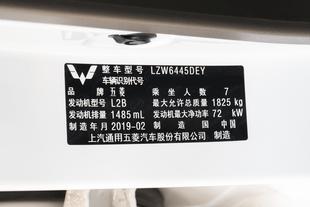 整车型号 LZW6445DEY
车辆识别代号
品牌 五菱 乘坐人数 7
发动机型号 L2B 最大允许总质量 1825 kg
发动机排量 1485 mL 发动机最大净功率 72 kW
制造年月 2019-02 制造国 中国
上汽通用五菱汽车股份有限公司制造